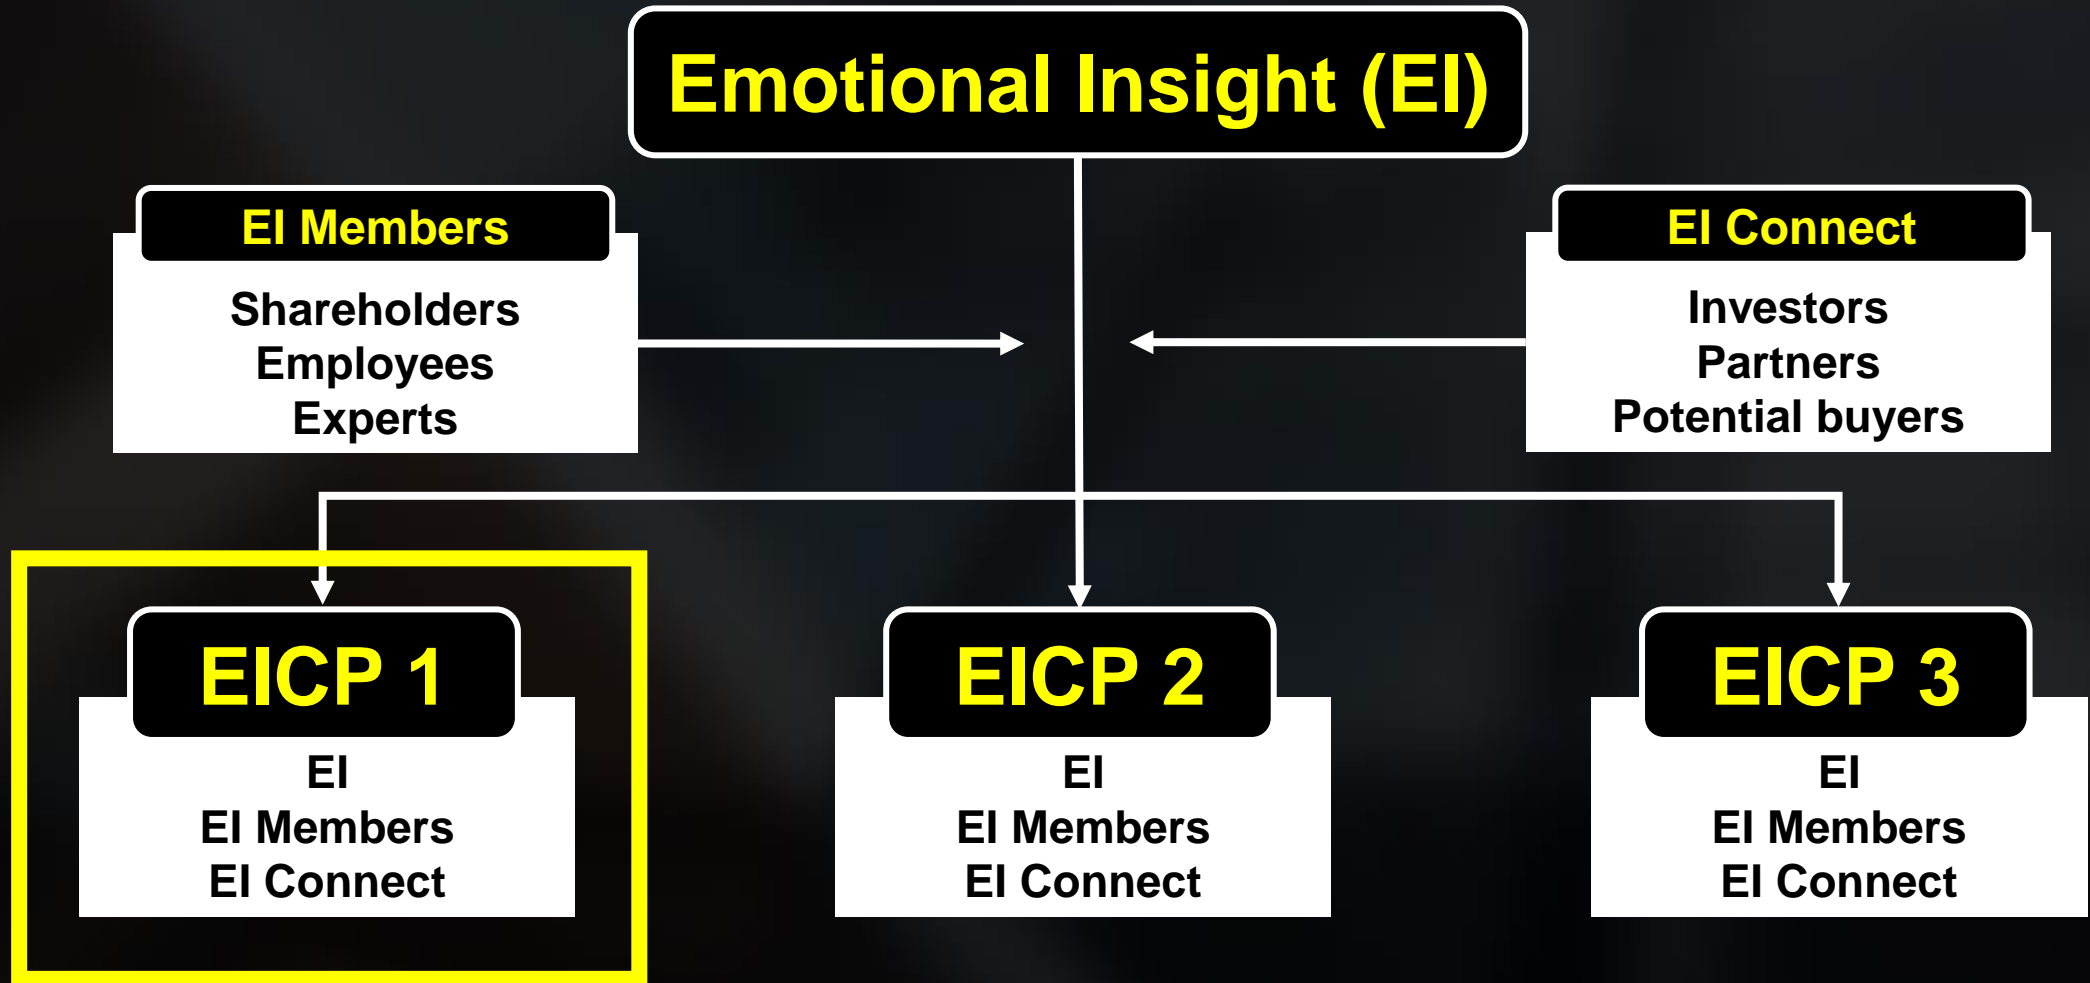 Emotional Insight (EI)
EI Members
Shareholders
Employees
Experts
EI Connect
Investors
Partners
Potential buyers
EICP 1
EI
EI Members
EI Connect
EICP 2
EI
EI Members
EI Connect
EICP 3
EI
EI Members
EI Connect